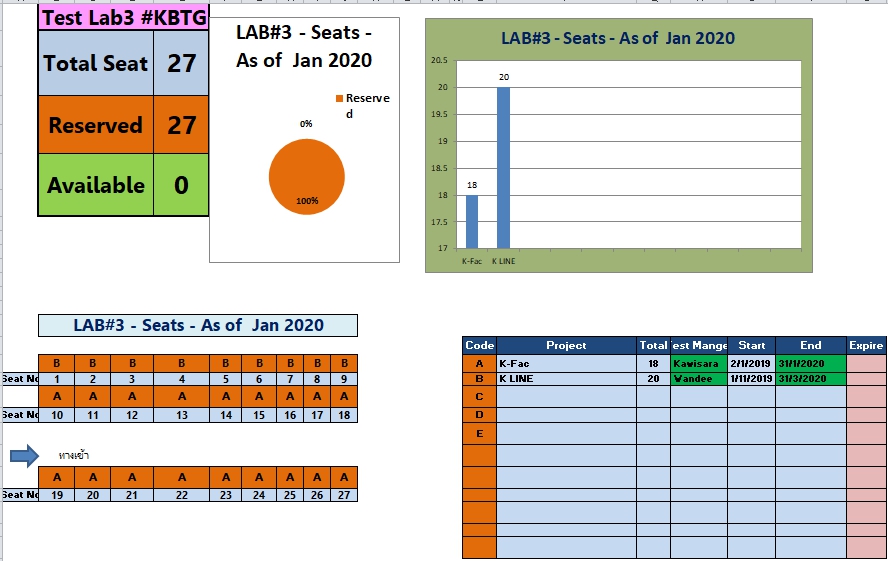 Test Lab3 #KBTG
Total Seat 27
Reserved 27
Available 0
LAB#3 - Seats -
As of Jan 2020
Reserve
d
0%
100%
LAB#3 - Seats - As of Jan 2020
20.5
20
19.5
19
18.5
18
17.5
17
18
20
K-Fac K LINE
LAB#3 - Seats - As of Jan 2020
B B B B B B B B B
Seat No 1 2 3 4 5 6 7 8 9
A A A A A A A A A
Seat No 10 11 12 13 14 15 16 17 18
ทางเข้า
A A A A A A A A A
Seat No 19 20 21 22 23 24 25 26 27
Code Project Total est Mange Start End Expire
A K-Fac 18 Kawisara 2/1/2019 31/1/2020
B K LINE 20 Wandee 1/11/2019 31/3/2020
C
D
E